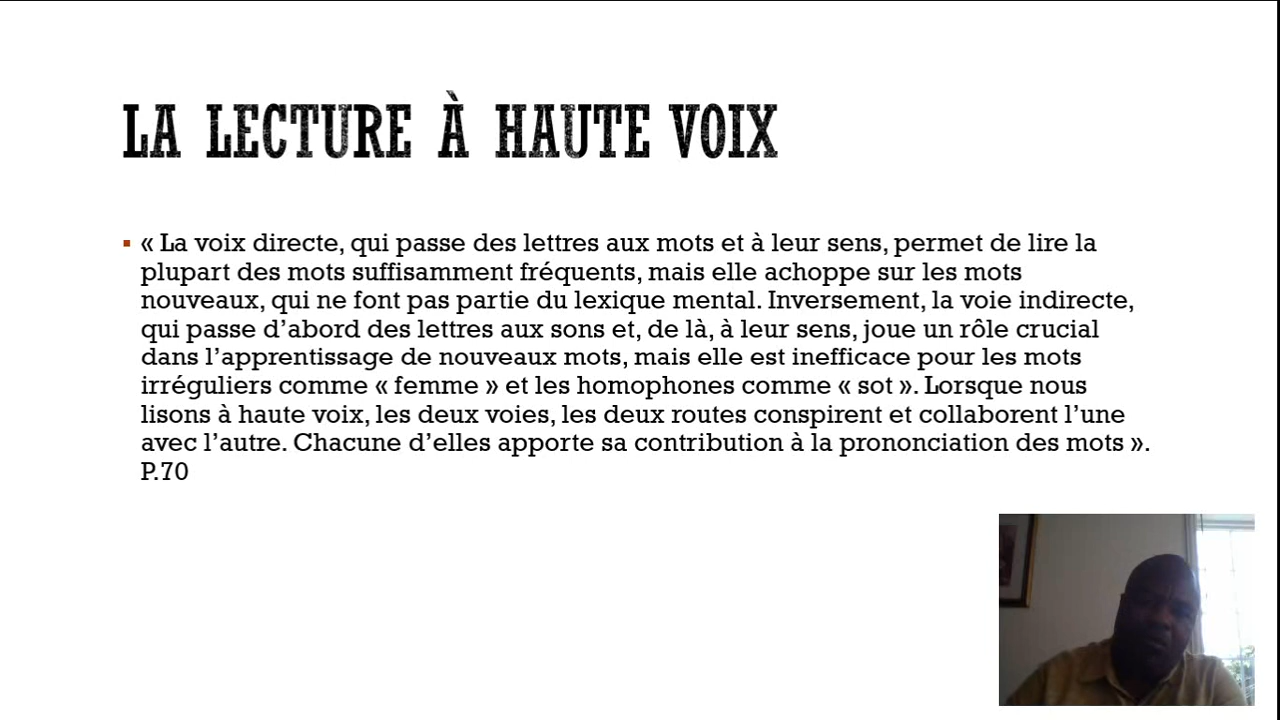 LA LECTURE À HAUTE VOIX
« La voix directe, qui passe des lettres aux mots et à leur sens, permet de lire la
plupart des mots suffisamment fréquents, mais elle achoppe sur les mots
nouveaux, qui ne font pas partie du lexique mental. Inversement, la voie indirecte,
qui passe d’abord des lettres aux sons et, de là, à leur sens, joue un rôle crucial
dans l’apprentissage de nouveaux mots, mais elle est inefficace pour les mots
irréguliers comme « femme » et les homophones comme « sot ». Lorsque nous
lisons à haute voix, les deux voies, les deux routes conspirent et collaborent l’une
avec l’autre. Chacune d’elles apporte sa contribution à la prononciation des mots ».
P.70